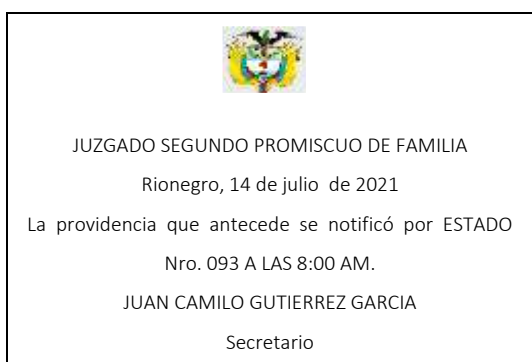 JUZGADO SEGUNDO PROMISCUO DE FAMILIA
Rionegro, 14 de julio de 2021
La providencia que antecede se notificó por ESTADO
Nro. 093 A LAS 8:00 AM.
JUAN CAMILO GUTIERREZ GARCIA
Secretario